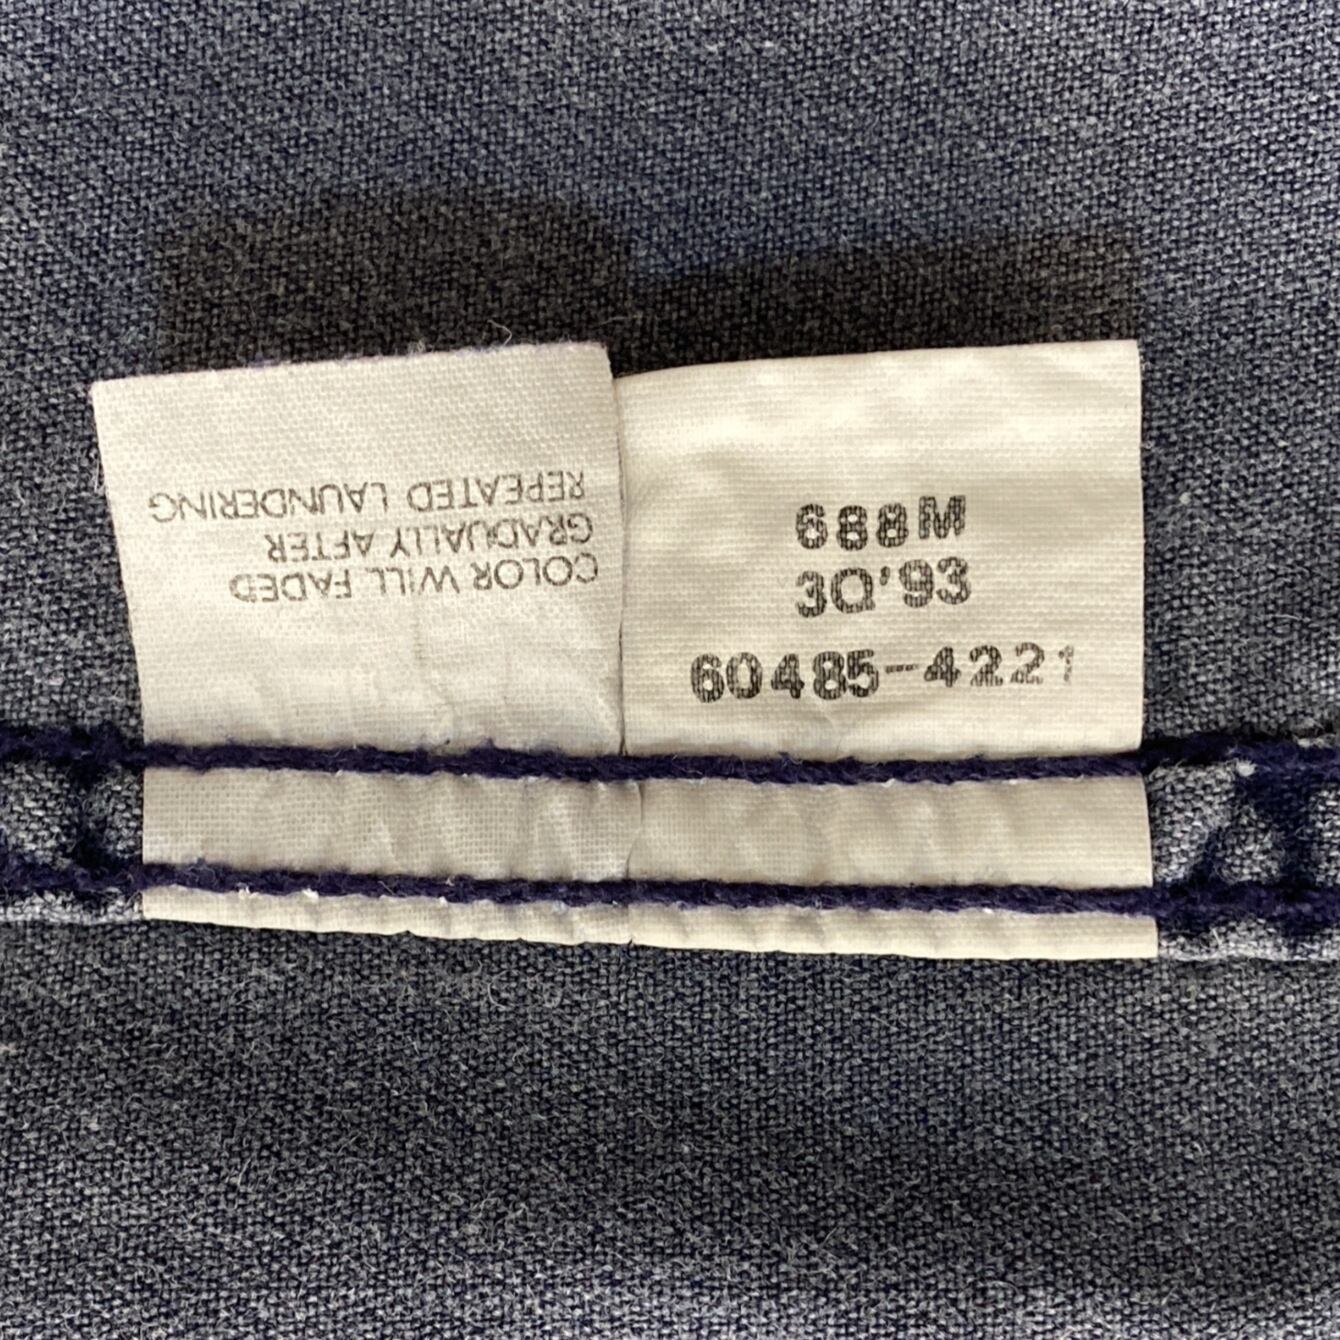 COLOR WILL FADED
GRADUALLY AFTER
REPEATED LAUNDERING
688M
3Q'93
60485-4221